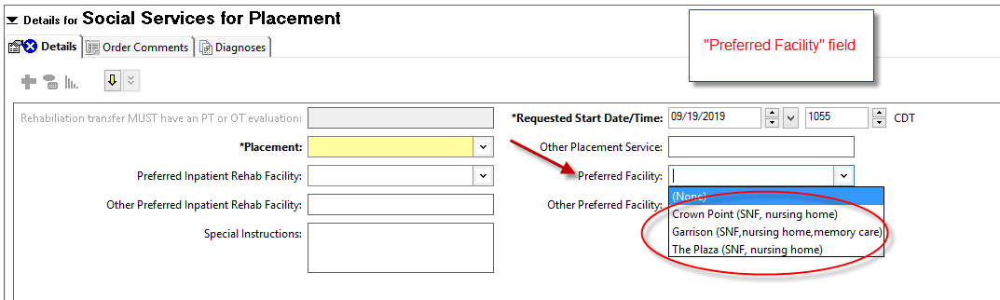 Details for Social Services for Placement
Details Order Comments Diagnoses
"Preferred Facility" field
Rehabiliation transfer MUST have an PT or OT evaluation:
*Requested Start Date/Time: 09/19/2019 1055 CDT
*Placement:
Other Placement Service:
Preferred Inpatient Rehab Facility:
Preferred Facility:
Other Preferred Inpatient Rehab Facility:
Other Preferred Facility:
(None)
Crown Point (SNF, nursing home)
Garrison (SNF,nursing home,memory care)
The Plaza (SNF, nursing home)
Special Instructions: